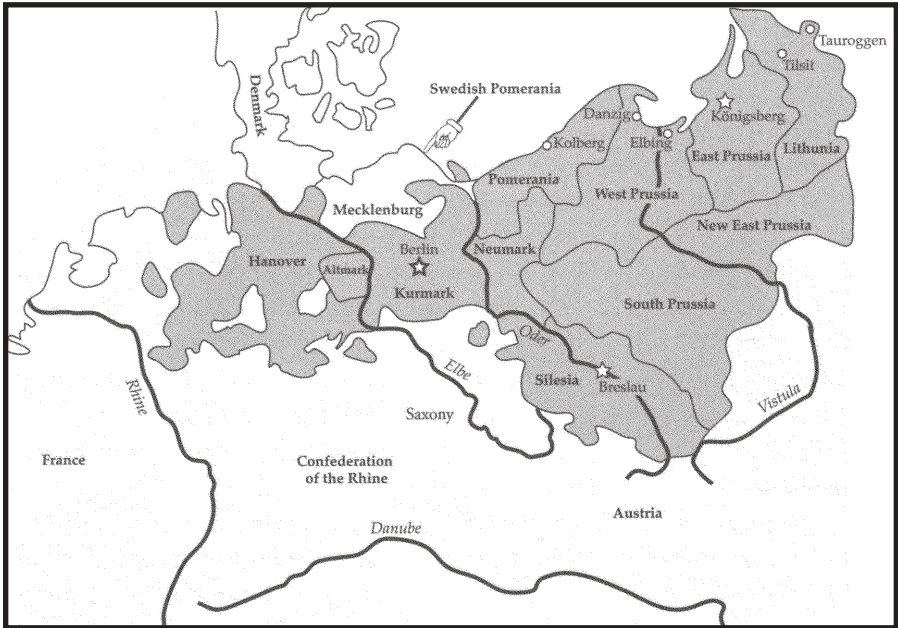 Tauroggen
Tilsit
Denmark
Swedish Pomerania
Danzig
Königsberg
Kolberg
Elbing
East Prussia
Lithunia
Pomerania
West Prussia
Mecklenburg
New East Prussia
Berlin
Neumark
Hanover
Altmark
Kurmark
South Prussia
Oder
Elbe
Silesia
Breslau
Rhine
Vistula
Saxony
France
Confederation
of the Rhine
Austria
Danube